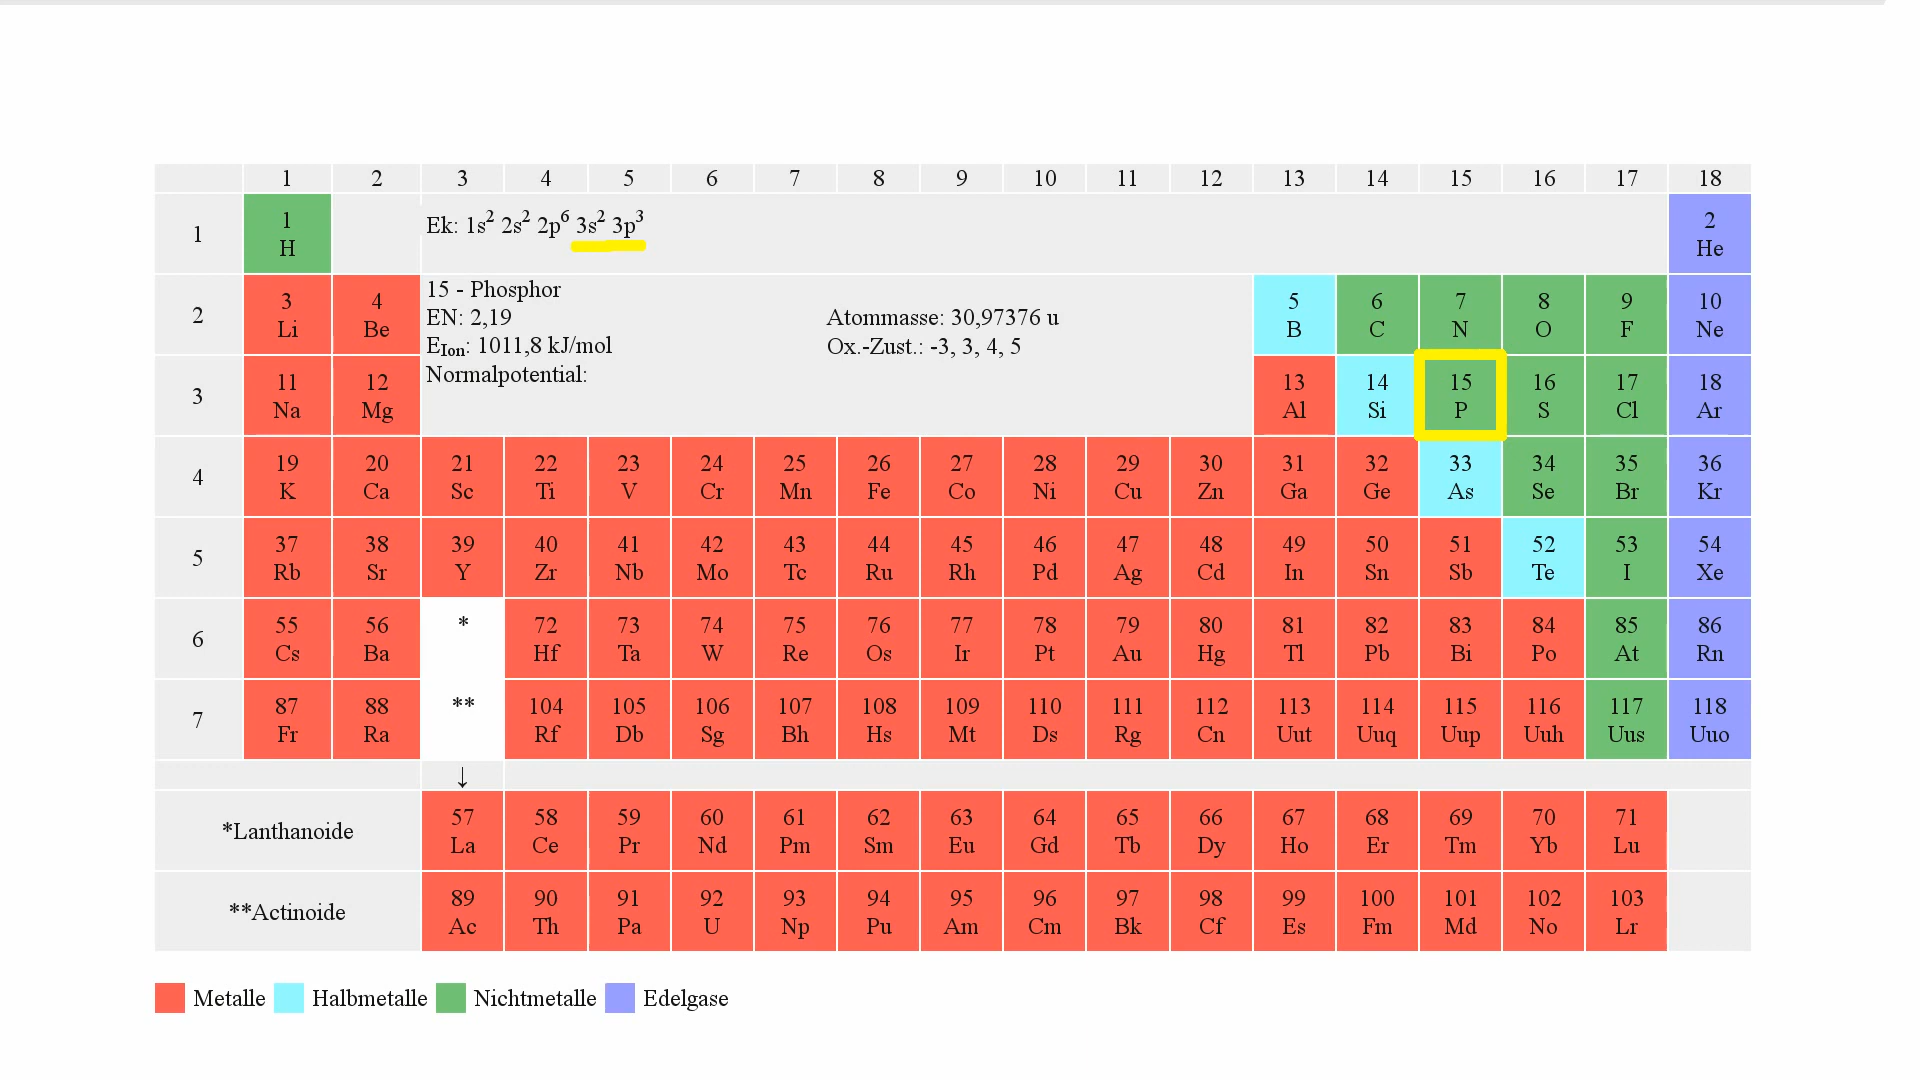 1 2 3 4 5 6 7 8 9 10 11 12 13 14 15 16 17 18
1
1 H
Ek: 1s² 2s² 2p⁶ 3s² 3p³
2 He
2
3 Li 4 Be
15 - Phosphor
EN: 2,19
E_Ion: 1011,8 kJ/mol
Normalpotential:
Atommasse: 30,97376 u
Ox.-Zust.: -3, 3, 4, 5
5 B 6 C 7 N 8 O 9 F 10 Ne
3
11 Na 12 Mg 13 Al 14 Si 15 P 16 S 17 Cl 18 Ar
4
19 K 20 Ca 21 Sc 22 Ti 23 V 24 Cr 25 Mn 26 Fe 27 Co 28 Ni 29 Cu 30 Zn 31 Ga 32 Ge 33 As 34 Se 35 Br 36 Kr
5
37 Rb 38 Sr 39 Y 40 Zr 41 Nb 42 Mo 43 Tc 44 Ru 45 Rh 46 Pd 47 Ag 48 Cd 49 In 50 Sn 51 Sb 52 Te 53 I 54 Xe
6
55 Cs 56 Ba * 72 Hf 73 Ta 74 W 75 Re 76 Os 77 Ir 78 Pt 79 Au 80 Hg 81 Tl 82 Pb 83 Bi 84 Po 85 At 86 Rn
7
87 Fr 88 Ra ** 104 Rf 105 Db 106 Sg 107 Bh 108 Hs 109 Mt 110 Ds 111 Rg 112 Cn 113 Uut 114 Uuq 115 Uup 116 Uuh 117 Uus 118 Uuo
↓
*Lanthanoide
57 La 58 Ce 59 Pr 60 Nd 61 Pm 62 Sm 63 Eu 64 Gd 65 Tb 66 Dy 67 Ho 68 Er 69 Tm 70 Yb 71 Lu
**Actinoide
89 Ac 90 Th 91 Pa 92 U 93 Np 94 Pu 95 Am 96 Cm 97 Bk 98 Cf 99 Es 100 Fm 101 Md 102 No 103 Lr
Metalle Halbmetalle Nichtmetalle Edelgase